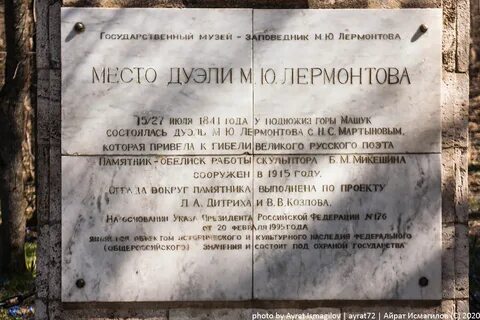 Государственный музей - заповедник М.Ю. Лермонтова
Место дуэли М.Ю. Лермонтова
15/27 июля 1841 года у подножия горы Машук
состоялась дуэль М.Ю. Лермонтова с Н.С. Мартыновым,
которая привела к гибели великого русского поэта
Памятник-обелиск работы скульптора Б.М. Микешина
сооружен в 1915 году.
Ограда вокруг памятника выполнена по проекту
Л.А. Дитриха и В.В. Козлова.
На основании Указа Президента Российской Федерации №176
от 20 февраля 1995 года
является объектом исторического и культурного наследия федерального
(общероссийского) значения и состоит под охраной государства
photo by Ayrat Ismagilov | ayrat72 | Айрат Исмагилов (C) 2020